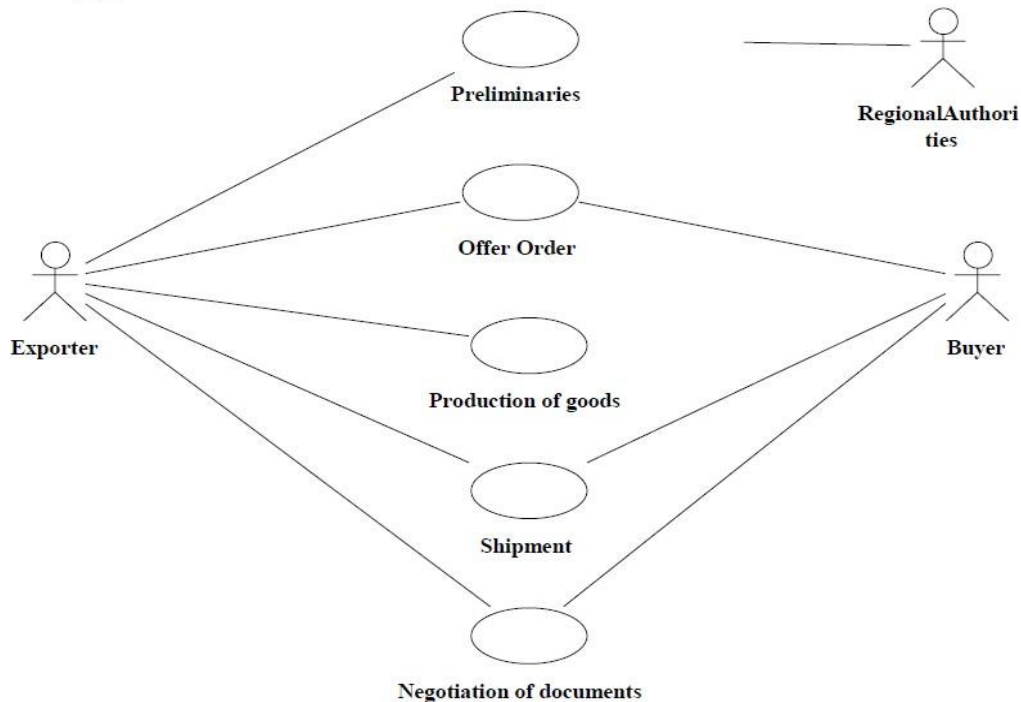 Preliminaries
RegionalAuthori
ties
Offer Order
Exporter
Buyer
Production of goods
Shipment
Negotiation of documents